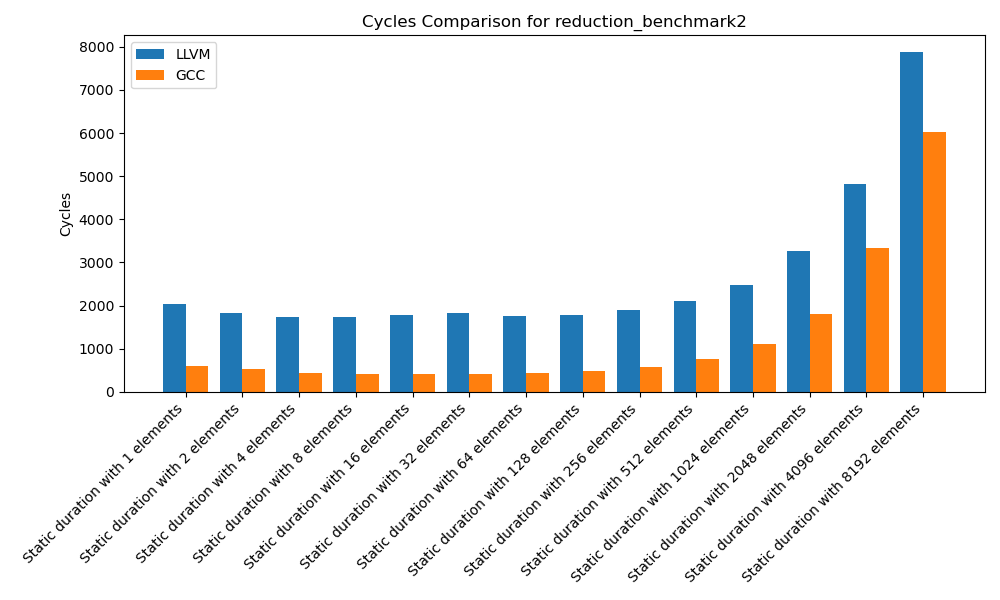 Cycles Comparison for reduction_benchmark2
LLVM
GCC
Cycles
8000
7000
6000
5000
4000
3000
2000
1000
0
Static duration with 1 elements
Static duration with 2 elements
Static duration with 4 elements
Static duration with 8 elements
Static duration with 16 elements
Static duration with 32 elements
Static duration with 64 elements
Static duration with 128 elements
Static duration with 256 elements
Static duration with 512 elements
Static duration with 1024 elements
Static duration with 2048 elements
Static duration with 4096 elements
Static duration with 8192 elements